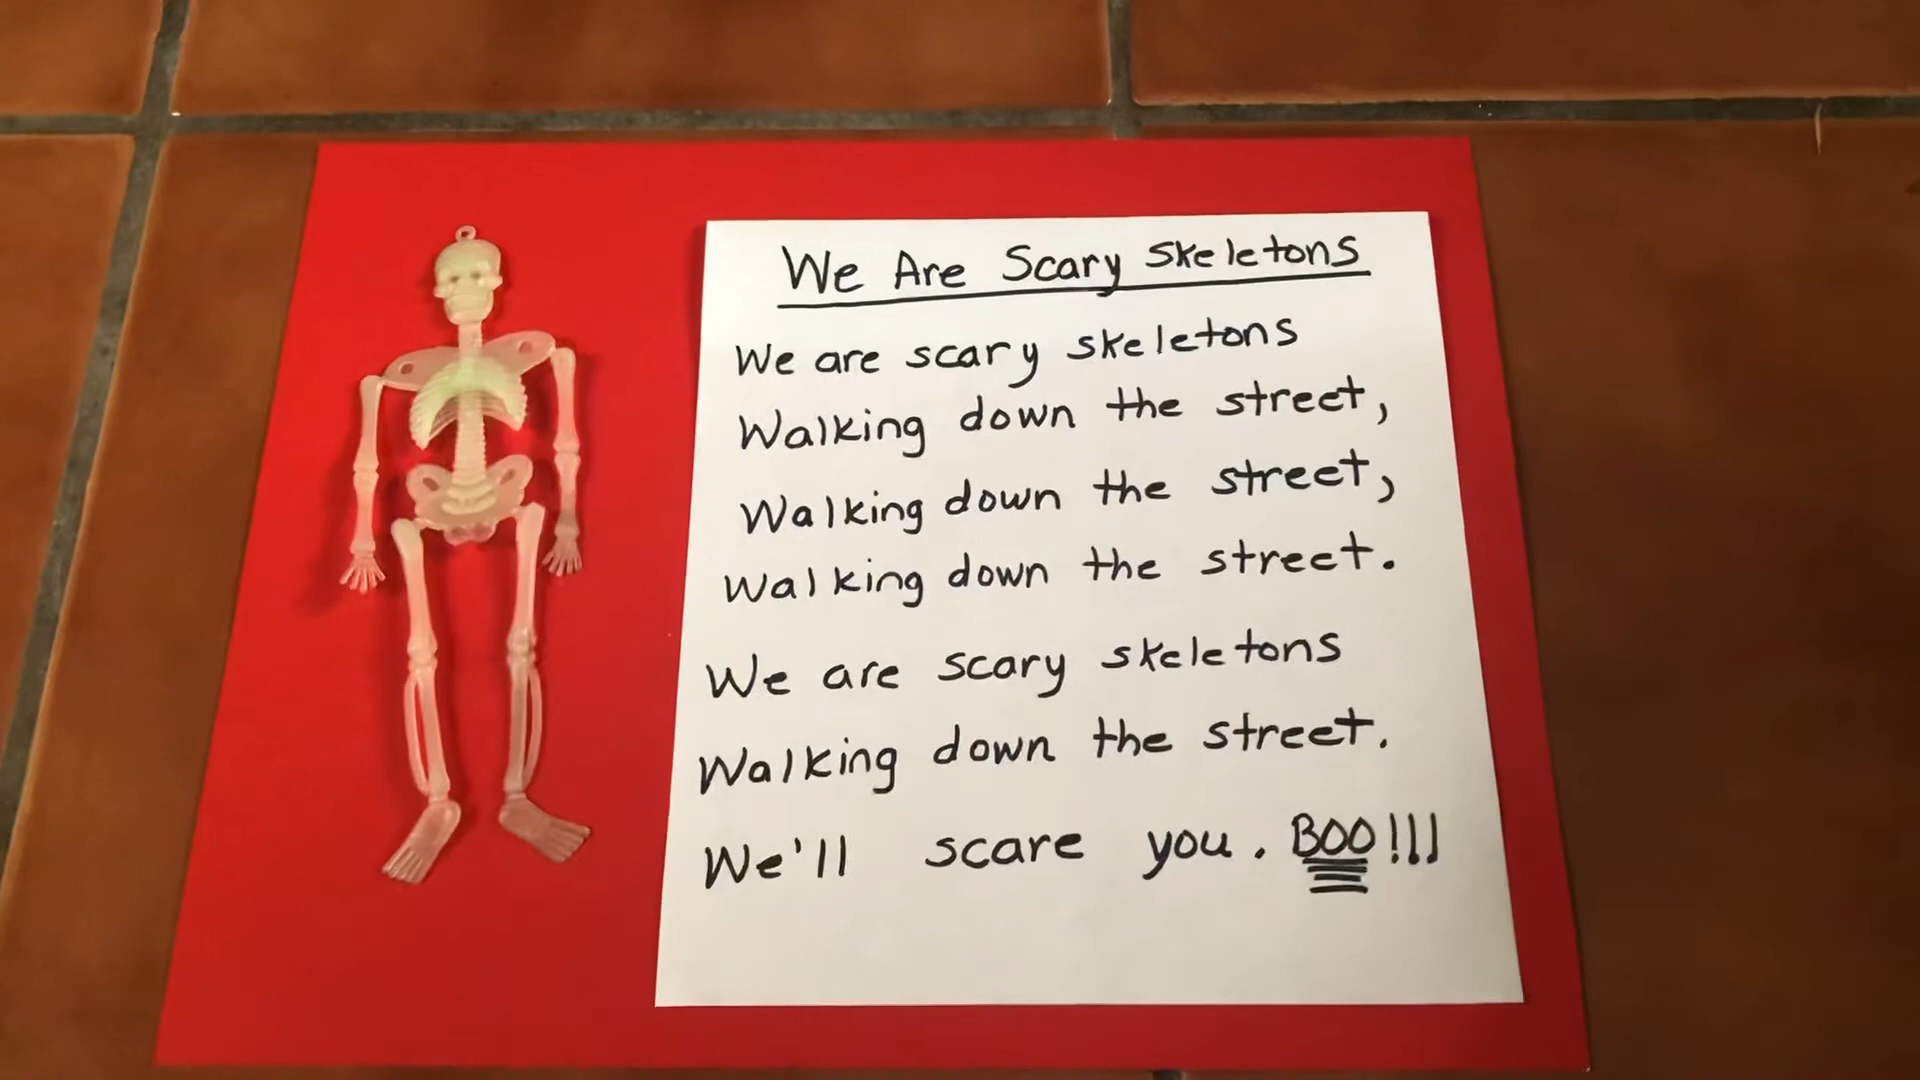 We Are Scary Skeletons
We are scary skeletons
Walking down the street,
Walking down the street,
Walking down the street.
We are scary skeletons
Walking down the street.
We'll scare you. BOO!!!